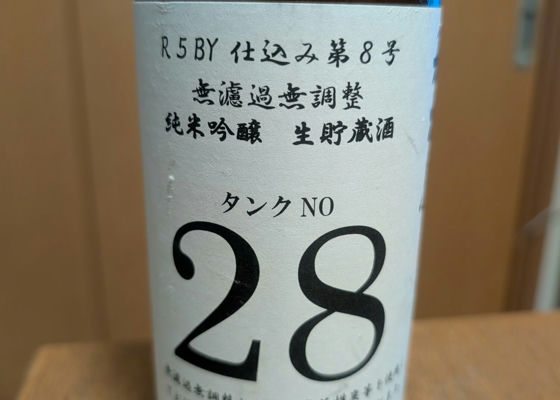 R5BY 仕込み第8号
無濾過無調整
純米吟醸 生貯蔵酒
タンクNO
28